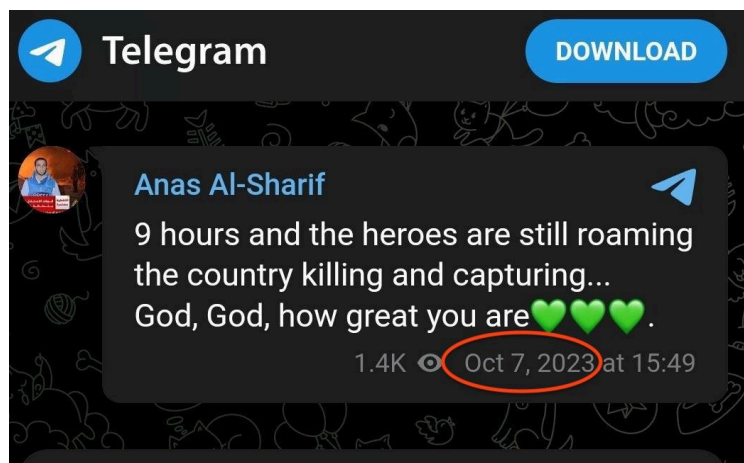 Telegram
DOWNLOAD
Anas Al-Sharif
9 hours and the heroes are still roaming
the country killing and capturing...
God, God, how great you are💚💚💚.
1.4K Oct 7, 2023 at 15:49